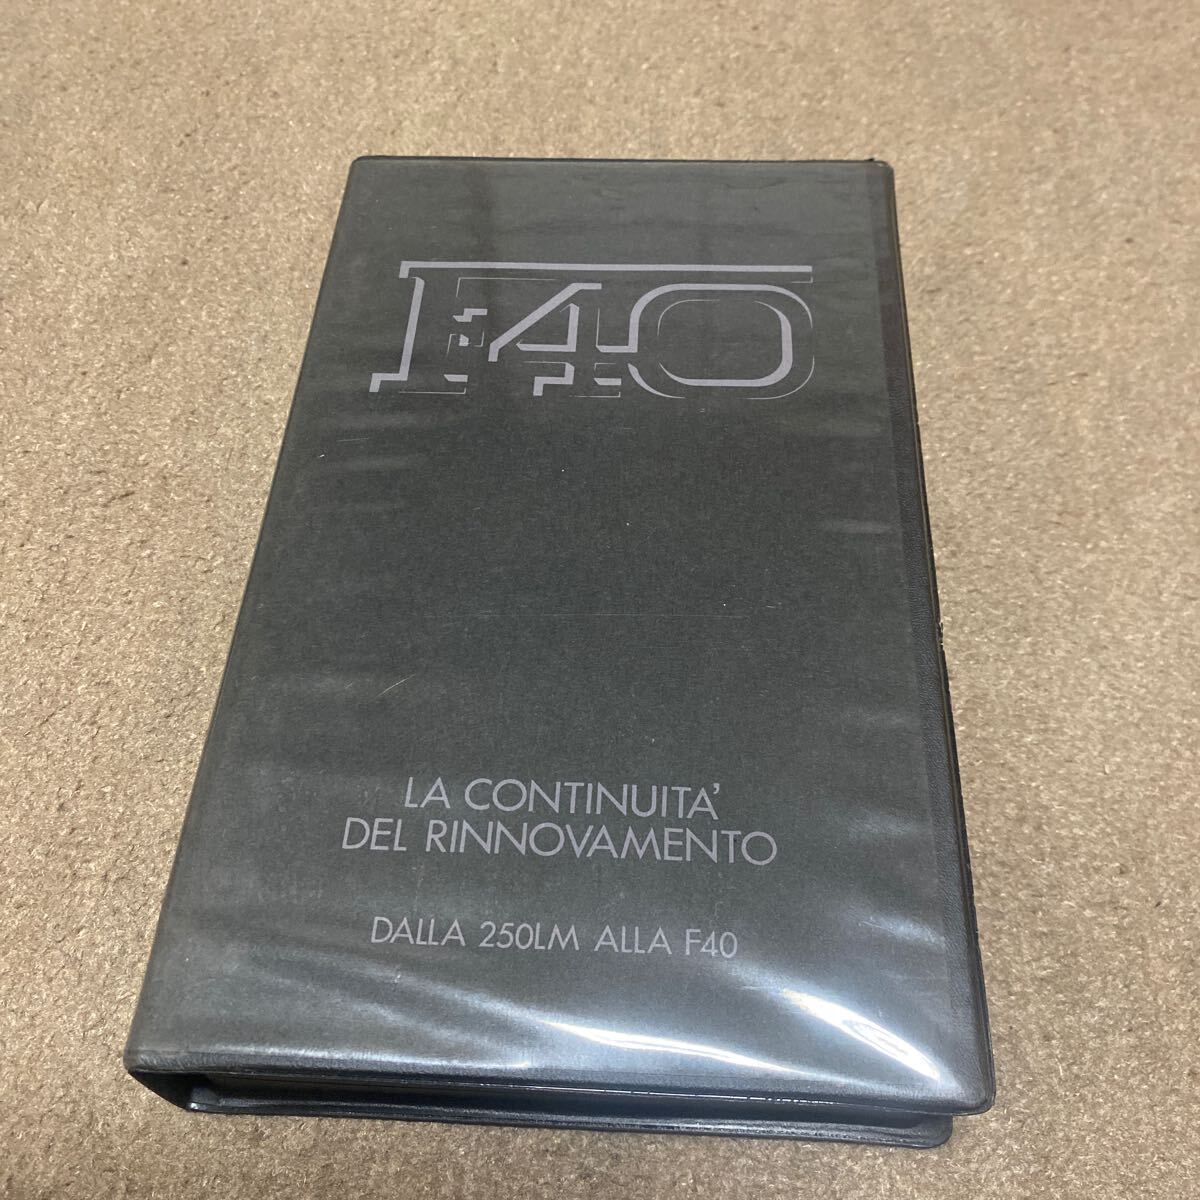 F40
LA CONTINUITA'
DEL RINNOVAMENTO
DALLA 250LM ALLA F40